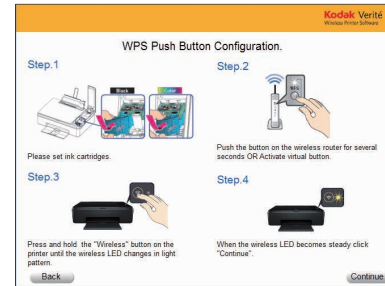 Kodak Verité
Wireless Printer Software
WPS Push Button Configuration.
Step.1
Black
Color
Please set ink cartridges.
Step.2
WPS
Push the button on the wireless router for several
seconds OR Activate virtual button.
Step.3
Press and hold the "Wireless" button on the
printer until the wireless LED changes in light
pattern.
Step.4
When the wireless LED becomes steady click
"Continue".
Back
Continue